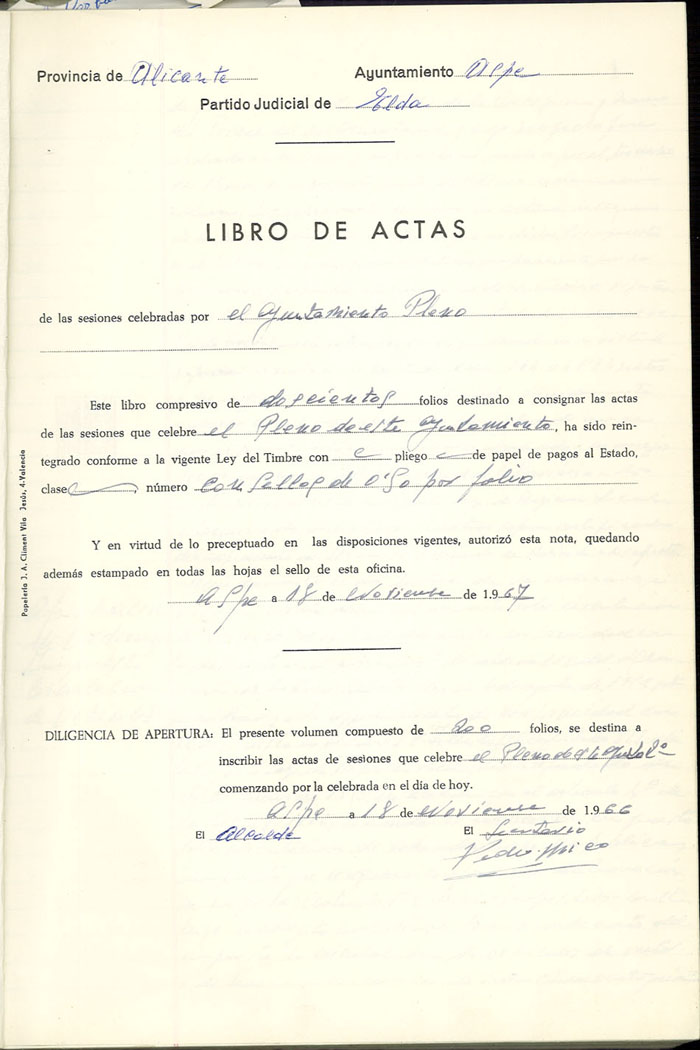 Provincia de Alicante Ayuntamiento Aspe
Partido Judicial de Elda
LIBRO DE ACTAS
de las sesiones celebradas por el Ayuntamiento Pleno
Este libro compresivo de doscientos folios destinado a consignar las actas
de las sesiones que celebre el Pleno de este Ayuntamiento, ha sido rein-
tegrado conforme a la vigente Ley del Timbre con pliego de papel de pagos al Estado,
clase, número con sellos de 0'50 por folio
Y en virtud de lo preceptuado en las disposiciones vigentes, autorizó esta nota, quedando
además estampado en todas las hojas el sello de esta oficina.
Aspe a 18 de Noviembre de 1.967
DILIGENCIA DE APERTURA: El presente volumen compuesto de 200 folios, se destina a
inscribir las actas de sesiones que celebre el Pleno de este
comenzando por la celebrada en el día de hoy.
Aspe a 18 de Noviembre de 1.966
El Alcalde El Secretario
Pedro Mico
Papelería J. A. Climent Vila Jesús, 4-Valencia